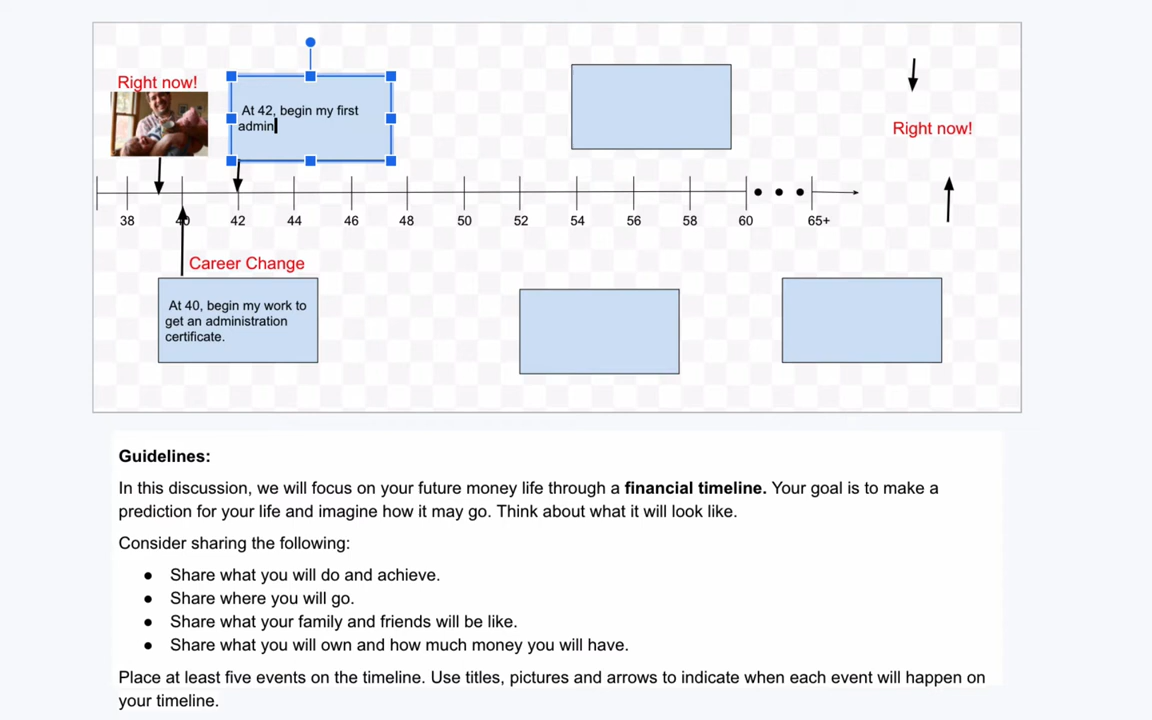 Right now!
At 42, begin my first
admin
Right now!
38 40 42 44 46 48 50 52 54 56 58 60 65+
Career Change
At 40, begin my work to
get an administration
certificate.
Guidelines:
In this discussion, we will focus on your future money life through a financial timeline. Your goal is to make a
prediction for your life and imagine how it may go. Think about what it will look like.
Consider sharing the following:
● Share what you will do and achieve.
● Share where you will go.
● Share what your family and friends will be like.
● Share what you will own and how much money you will have.
Place at least five events on the timeline. Use titles, pictures and arrows to indicate when each event will happen on
your timeline.